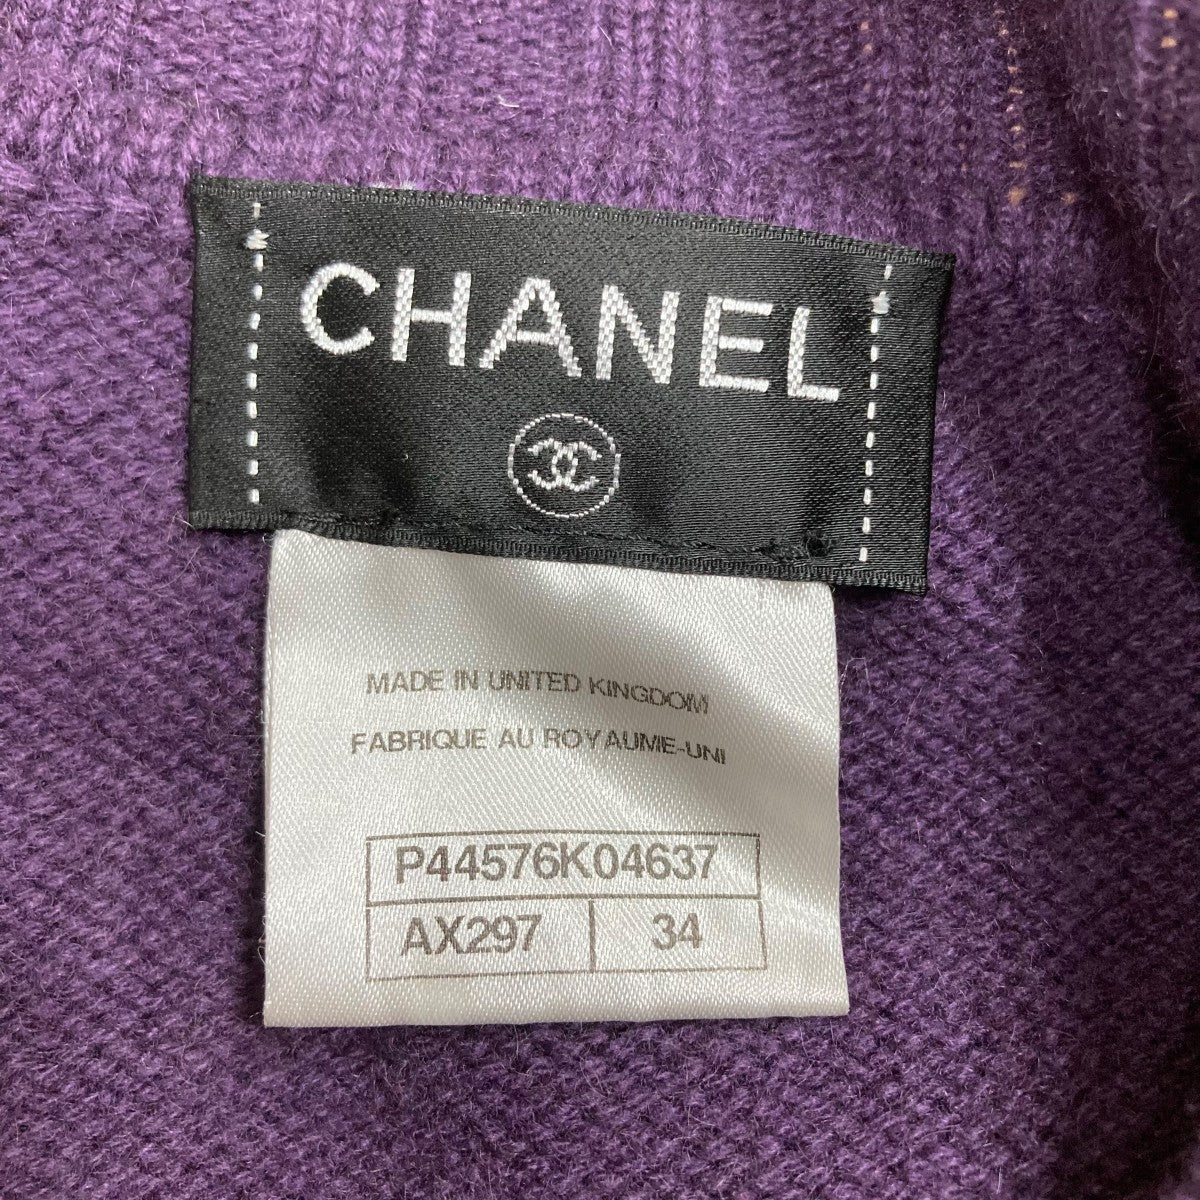 CHANEL
MADE IN UNITED KINGDOM
FABRIQUE AU ROYAUME-UNI
P44576K04637
AX297 34